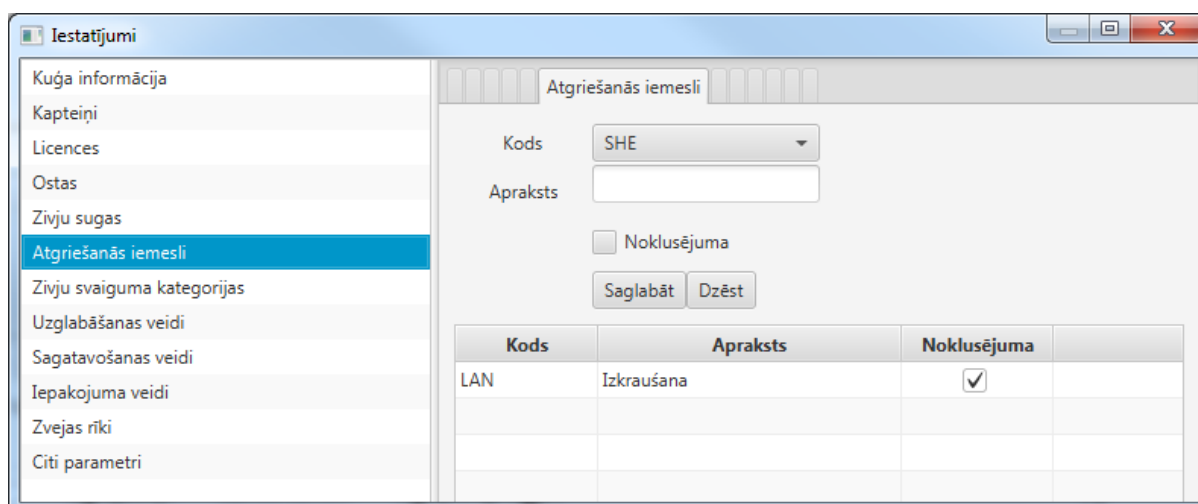 Iestatījumi
Kuģa informācija
Kapteiņi
Licences
Ostas
Zivju sugas
Atgriešanās iemesli
Zivju svaiguma kategorijas
Uzglabāšanas veidi
Sagatavošanas veidi
Iepakojuma veidi
Zvejas rīki
Citi parametri
Atgriešanās iemesli
Kods SHE
Apraksts
Noklusējuma
Saglabāt Dzēst
Kods Apraksts Noklusējuma
LAN Izkrauśana